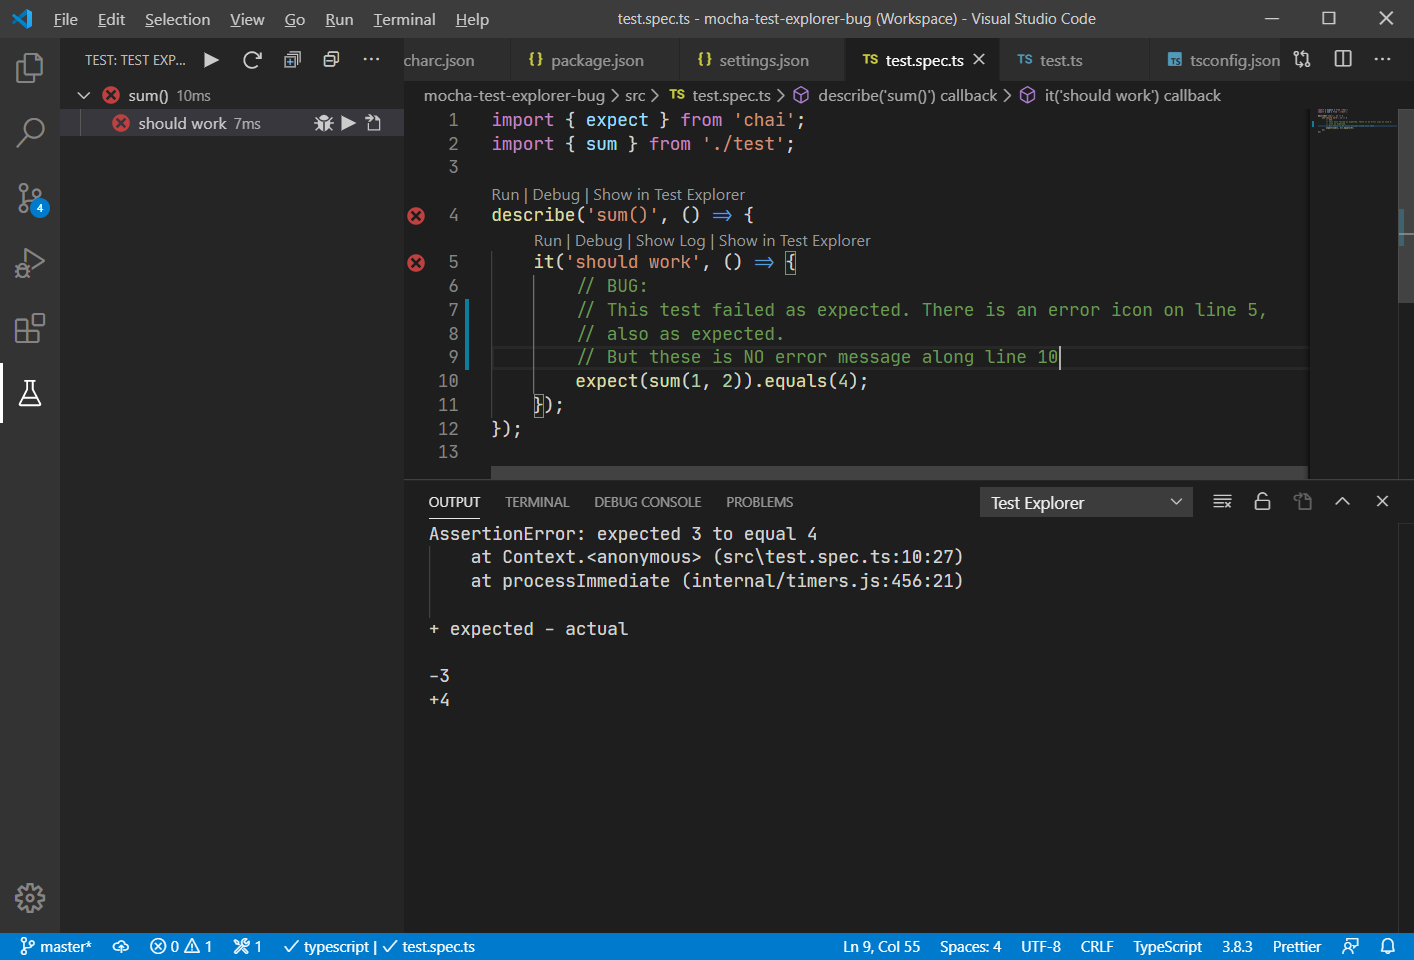 File Edit Selection View Go Run Terminal Help test.spec.ts - mocha-test-explorer-bug (Workspace) - Visual Studio Code
TEST: TEST EXP...
charc.json {} package.json {} settings.json TS test.spec.ts TS test.ts TS tsconfig.json
sum() 10ms
mocha-test-explorer-bug > src > TS test.spec.ts > describe('sum()') callback > it('should work') callback
should work 7ms
1 import { expect } from 'chai';
2 import { sum } from './test';
3
Run | Debug | Show in Test Explorer
4 describe('sum()', () => {
Run | Debug | Show Log | Show in Test Explorer
5 it('should work', () => {
6 // BUG:
7 // This test failed as expected. There is an error icon on line 5,
8 // also as expected.
9 // But these is NO error message along line 10
10 expect(sum(1, 2)).equals(4);
11 });
12 });
13
4
OUTPUT TERMINAL DEBUG CONSOLE PROBLEMS Test Explorer
AssertionError: expected 3 to equal 4
at Context.<anonymous> (src\test.spec.ts:10:27)
at processImmediate (internal/timers.js:456:21)
+ expected - actual
-3
+4
master* 0 1 1 typescript | test.spec.ts Ln 9, Col 55 Spaces: 4 UTF-8 CRLF TypeScript 3.8.3 Prettier